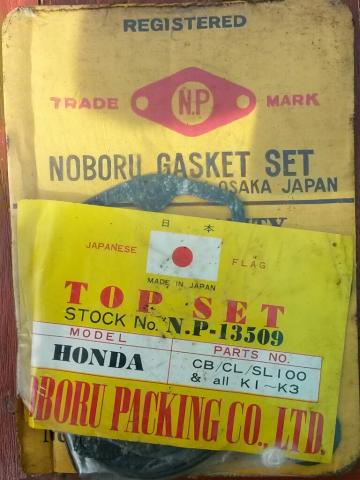 REGISTERED
TRADE N.P MARK
NOBORU GASKET SET
OSAKA JAPAN
日本
JAPANESE FLAG
MADE IN JAPAN
TOP SET
STOCK No. N.P-13509
MODEL PARTS NO.
HONDA CB/CL/SL100
& all K1~K3
NOBORU PACKING CO., LTD.